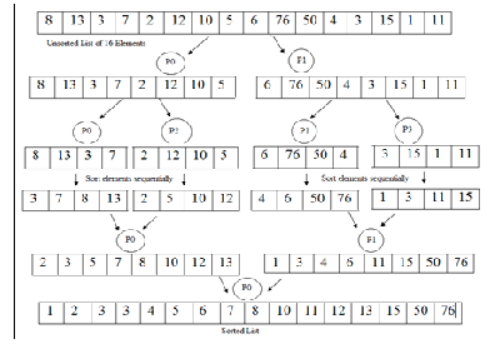 8 13 3 7 2 12 10 5 6 76 50 4 3 15 1 11
Unsorted List of 16 Elements
P0 P1
8 13 3 7 2 12 10 5 6 76 50 4 3 15 1 11
P0 P2 P3
8 13 3 7 2 12 10 5 6 76 50 4 3 15 1 11
Sort elements sequentially Sort elements sequentially
3 7 8 13 2 5 10 12 4 6 50 76 1 3 11 15
P0 P1
2 3 5 7 8 10 12 13 1 3 4 6 11 15 50 76
P0
1 2 3 3 4 5 6 7 8 10 11 12 13 15 50 76
Sorted List